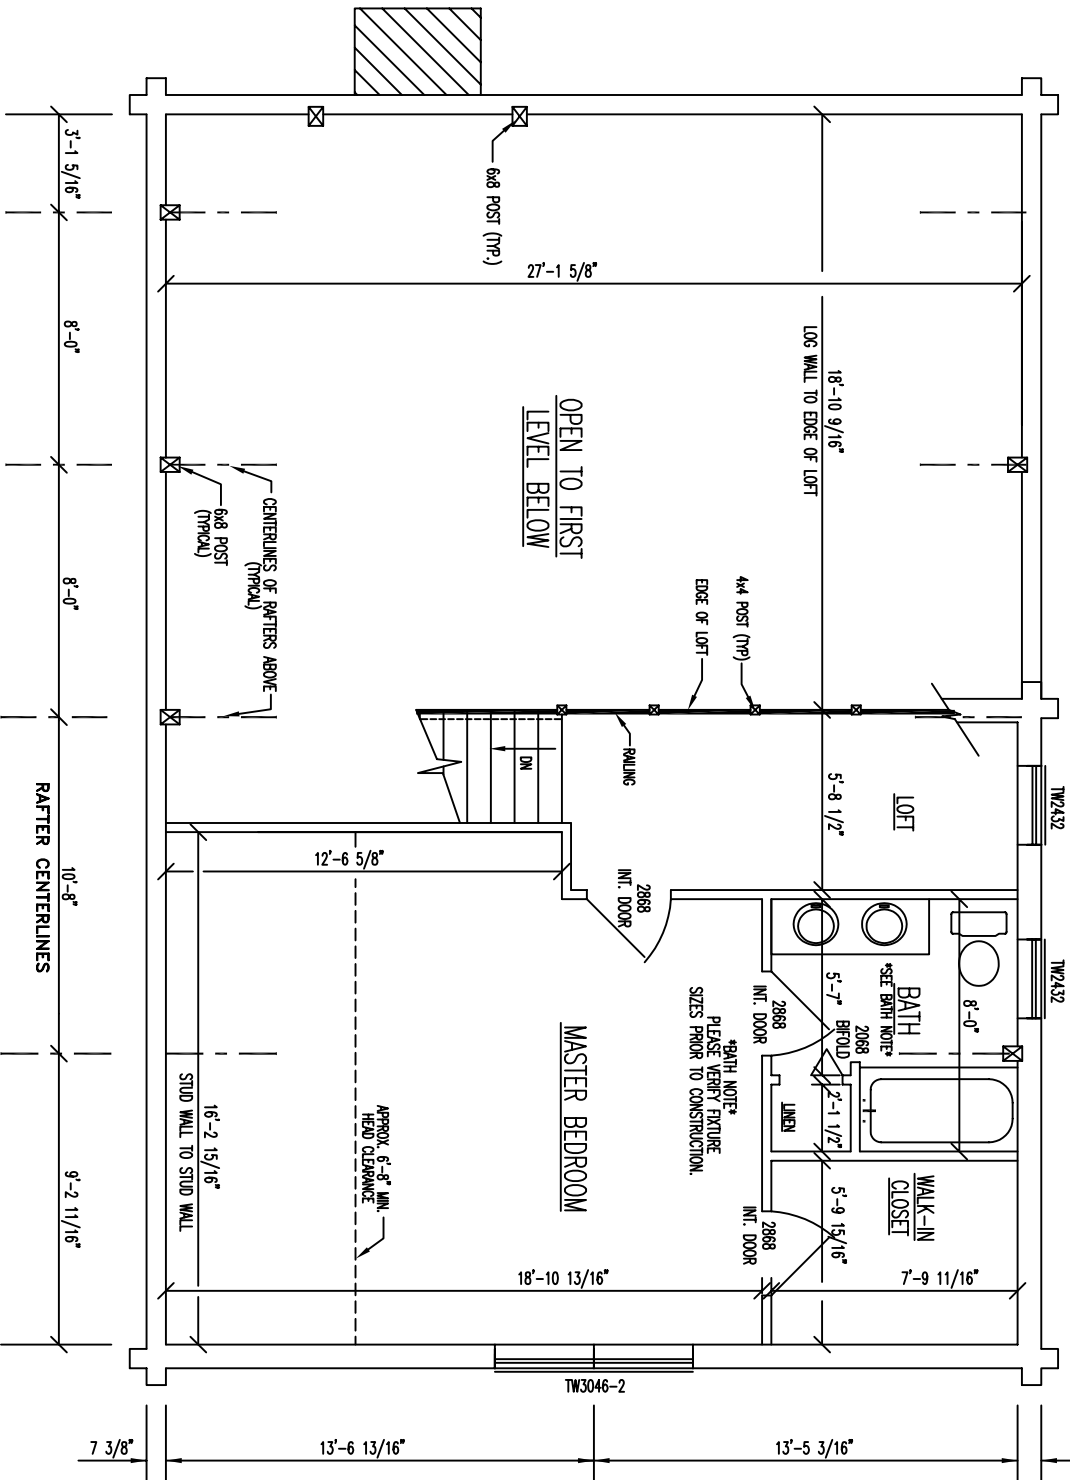 3'-1 5/16"
8'-0"
8'-0"
10'-8"
9'-2 11/16"
RAFTER CENTERLINES
6x8 POST (TYP.)
27'-1 5/8"
18'-10 9/16"
LOG WALL TO EDGE OF LOFT
OPEN TO FIRST
LEVEL BELOW
CENTERLINES OF RAFTERS ABOVE
(TYPICAL)
6x8 POST
(TYPICAL)
4x4 POST (TYP)
EDGE OF LOFT
RAILING
DN
LOFT
5'-8 1/2"
TW2432
TW2432
12'-6 5/8"
2868
INT. DOOR
BATH
*SEE BATH NOTE*
8'-0"
5'-7"
2068
BIFOLD
2868
INT. DOOR
*BATH NOTE*
PLEASE VERIFY FIXTURE
SIZES PRIOR TO CONSTRUCTION.
LINEN
2'-1 1/2"
MASTER BEDROOM
APPROX. 6'-8" MIN.
HEAD CLEARANCE
16'-2 15/16"
STUD WALL TO STUD WALL
WALK-IN
CLOSET
5'-9 15/16"
2868
INT. DOOR
18'-10 13/16"
7'-9 11/16"
TW3046-2
7 3/8"
13'-6 13/16"
13'-5 3/16"